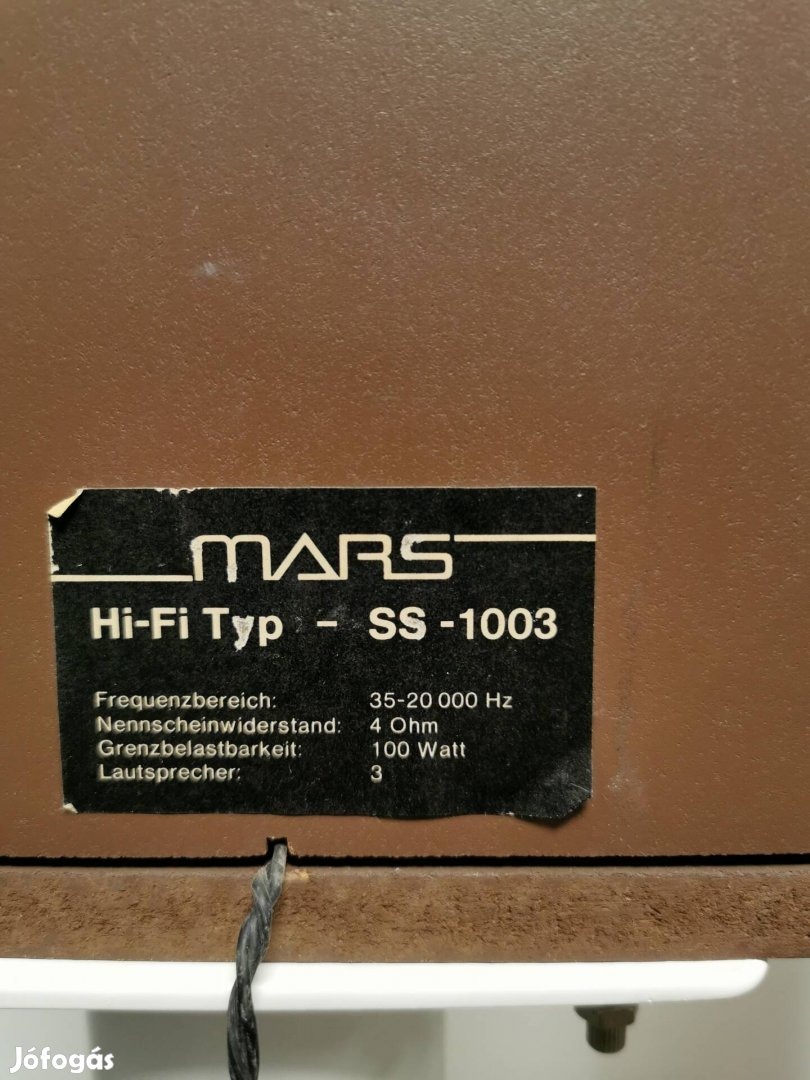 MARS
Hi-Fi Typ - SS-1003
Frequenzbereich: 35-20 000 Hz
Nennscheinwiderstand: 4 Ohm
Grenzbelastbarkeit: 100 Watt
Lautsprecher: 3
Jófogás